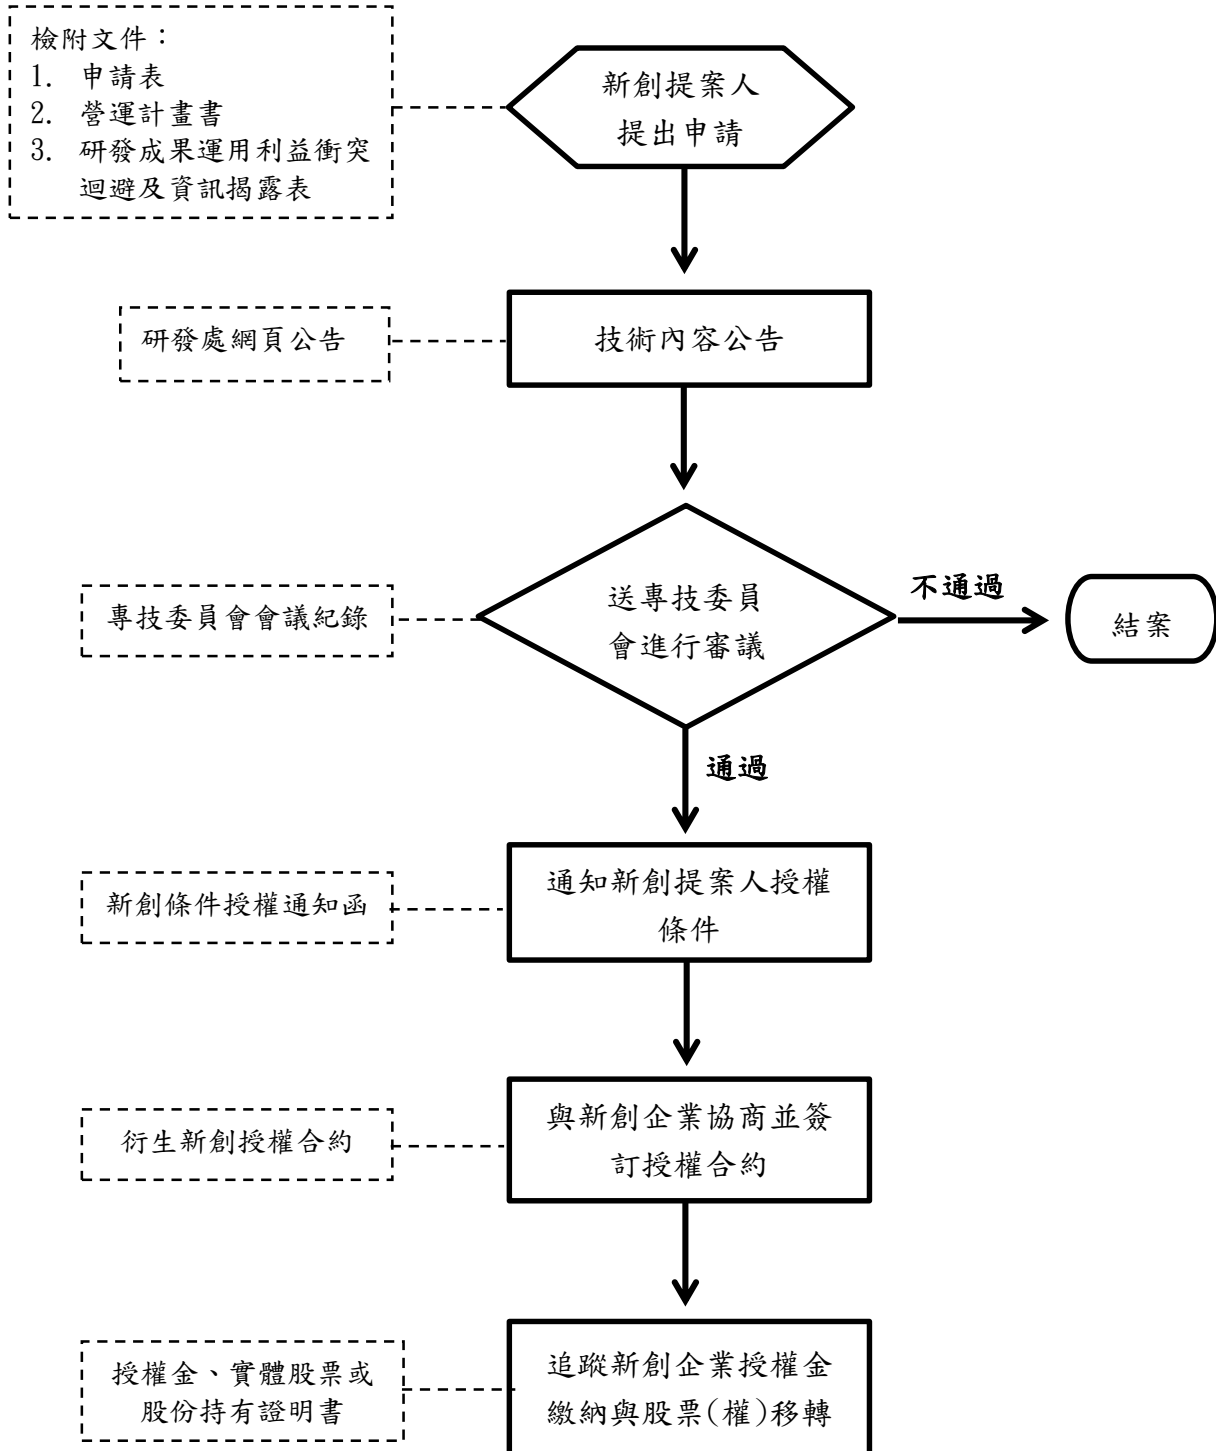 檢附文件：
1. 申請表
2. 營運計畫書
3. 研發成果運用利益衝突
迴避及資訊揭露表
新創提案人
提出申請
研發處網頁公告
技術內容公告
專技委員會會議紀錄
送專技委員
會進行審議
不通過
結案
通過
新創條件授權通知函
通知新創提案人授權
條件
衍生新創授權合約
與新創企業協商並簽
訂授權合約
授權金、實體股票或
股份持有證明書
追蹤新創企業授權金
繳納與股票(權)移轉